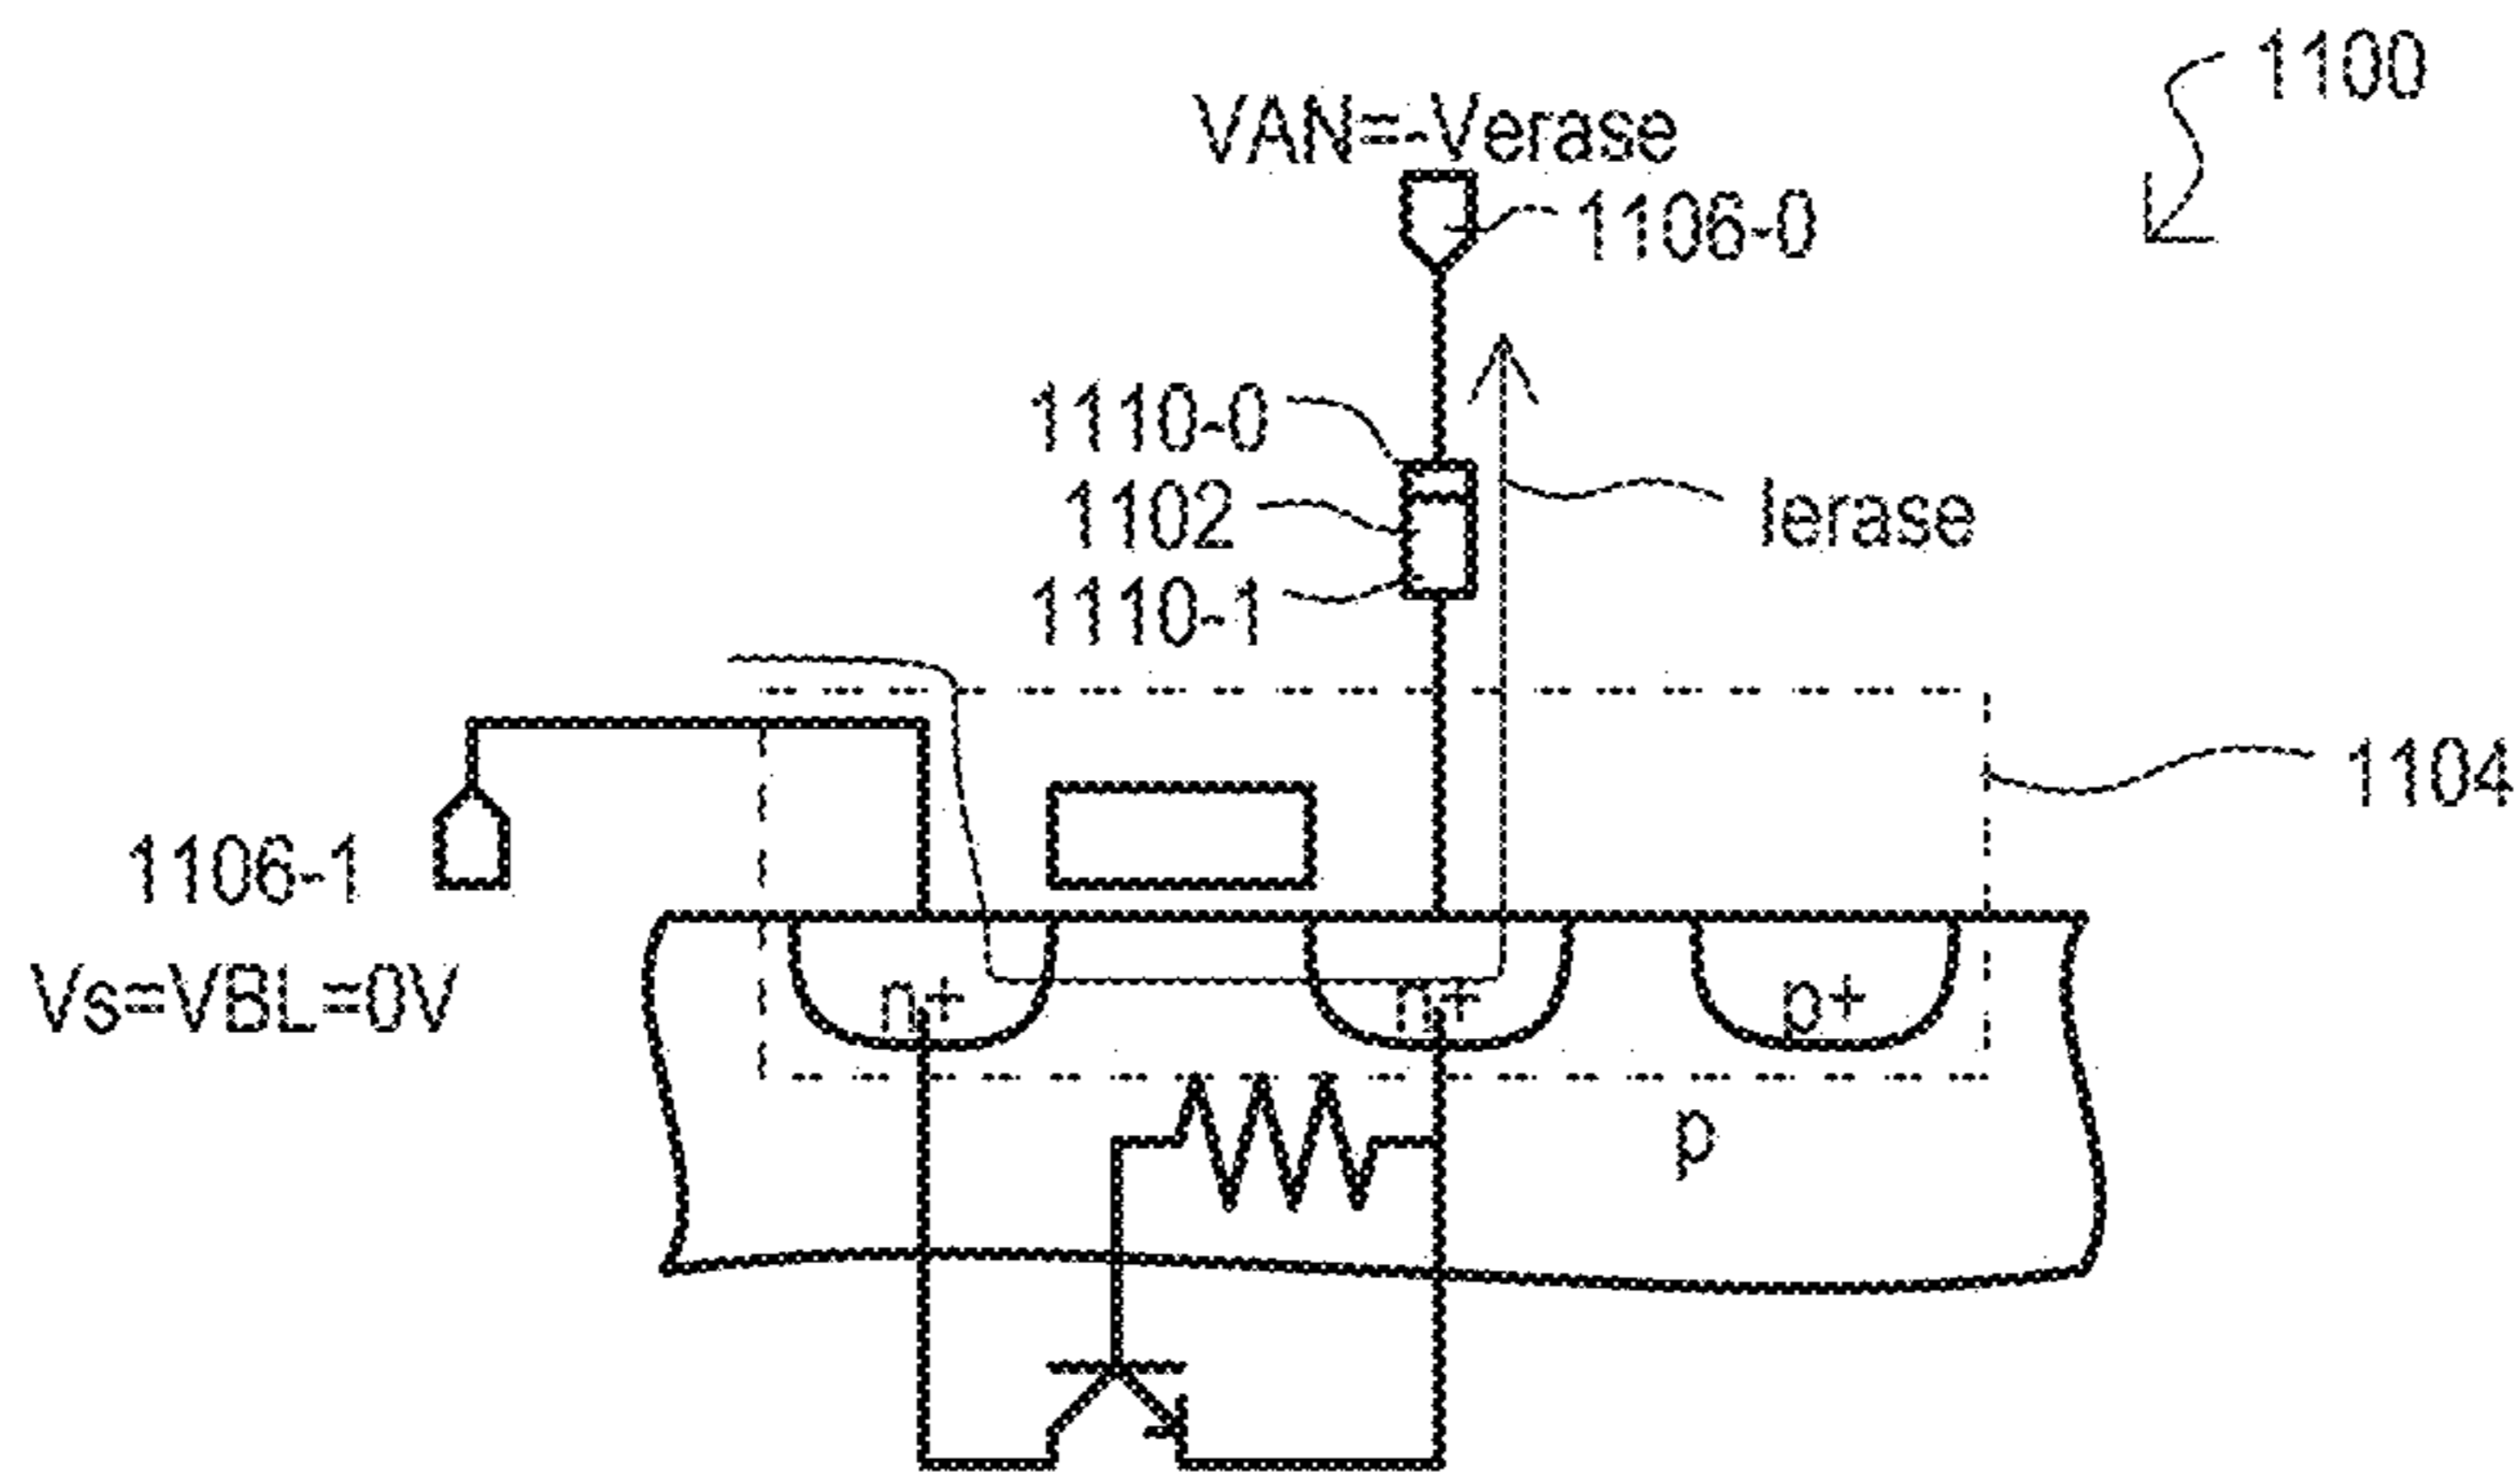 1100
VAN=-Verase
1106-0
1110-0
1102
Ierase
1110-1
1104
1106-1
Vs=VBL=0V
n+
n+
p+
p